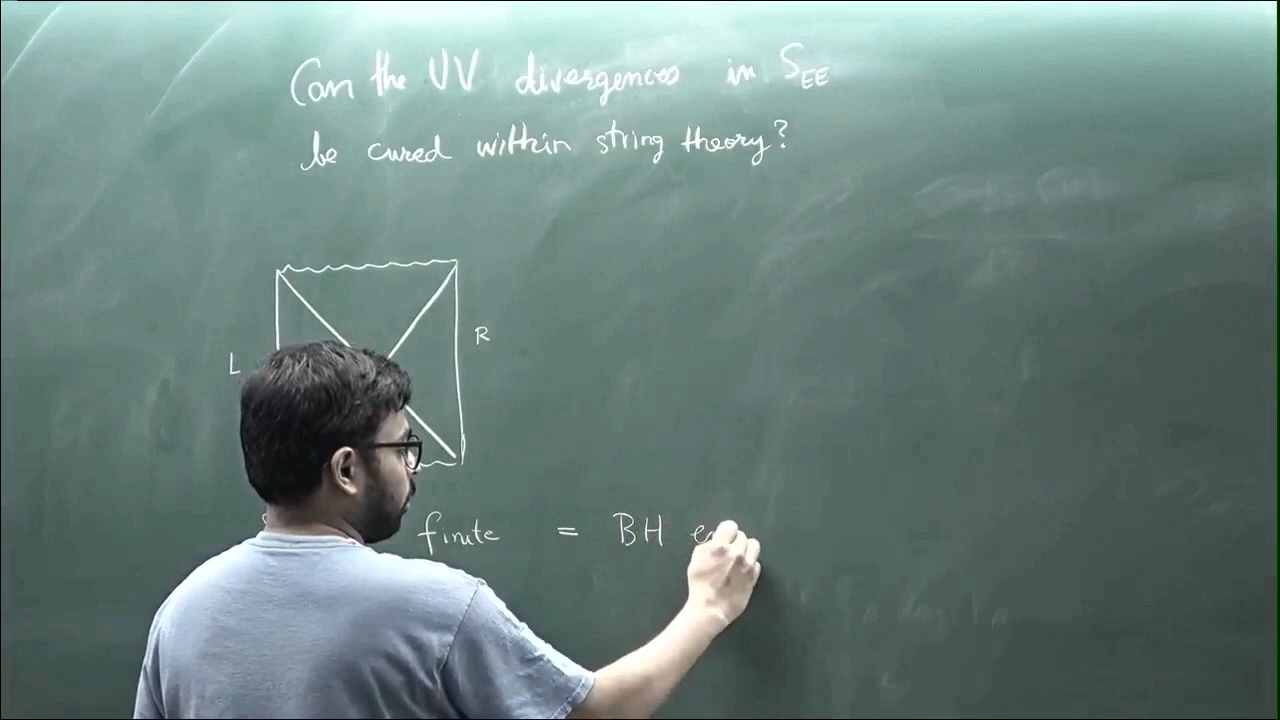 Can the UV divergences in S_EE
be cured within string theory?
R
L
finite = BH